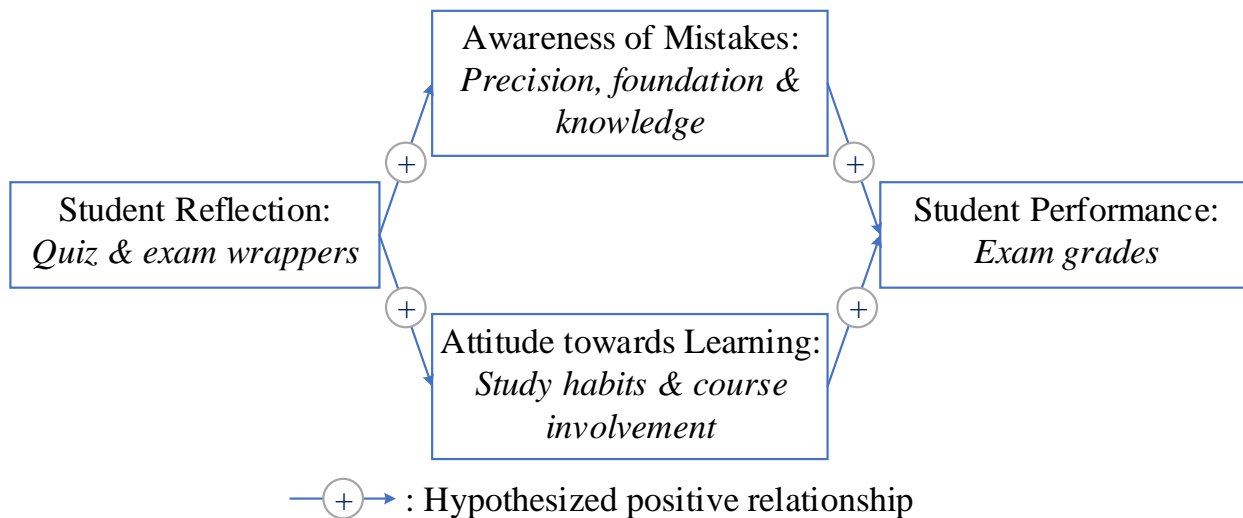 Awareness of Mistakes:
Precision, foundation &
knowledge
+
+
Student Reflection:
Quiz & exam wrappers
Student Performance:
Exam grades
+
+
Attitude towards Learning:
Study habits & course
involvement
+ : Hypothesized positive relationship